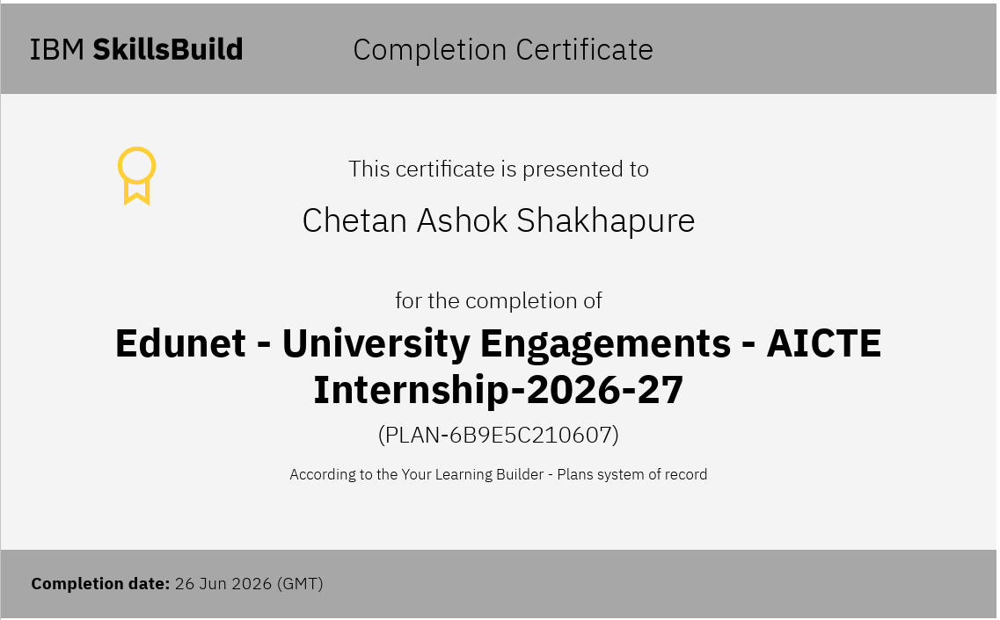 IBM SkillsBuild
Completion Certificate
This certificate is presented to
Chetan Ashok Shakhapure
for the completion of
Edunet - University Engagements - AICTE
Internship-2026-27
(PLAN-6B9E5C210607)
According to the Your Learning Builder - Plans system of record
Completion date: 26 Jun 2026 (GMT)